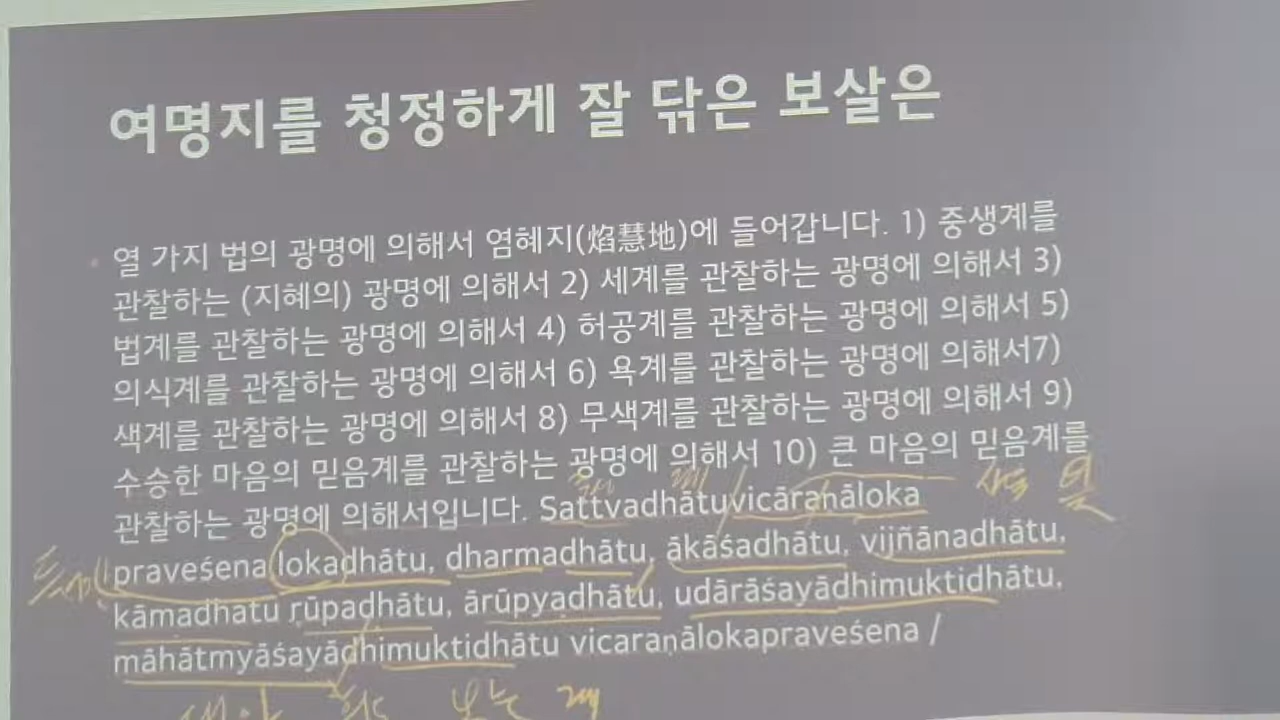 여명지를 청정하게 잘 닦은 보살은
열 가지 법의 광명에 의해서 염혜지(焰慧地)에 들어갑니다. 1) 중생계를
관찰하는 (지혜의) 광명에 의해서 2) 세계를 관찰하는 광명에 의해서 3)
법계를 관찰하는 광명에 의해서 4) 허공계를 관찰하는 광명에 의해서 5)
의식계를 관찰하는 광명에 의해서 6) 욕계를 관찰하는 광명에 의해서7)
색계를 관찰하는 광명에 의해서 8) 무색계를 관찰하는 광명에 의해서 9)
수승한 마음의 믿음계를 관찰하는 광명에 의해서 10) 큰 마음의 믿음계를
관찰하는 광명에 의해서입니다. Sattvadhātuvicāraṇāloka
praveśena lokadhātu, dharmadhātu, ākāśadhātu, vijñānadhātu,
kāmadhātu rūpadhātu, ārūpyadhātu, udārāśayādhimuktidhātu,
māhātmyāśayādhimuktidhātu vicaraṇālokapraveśena /